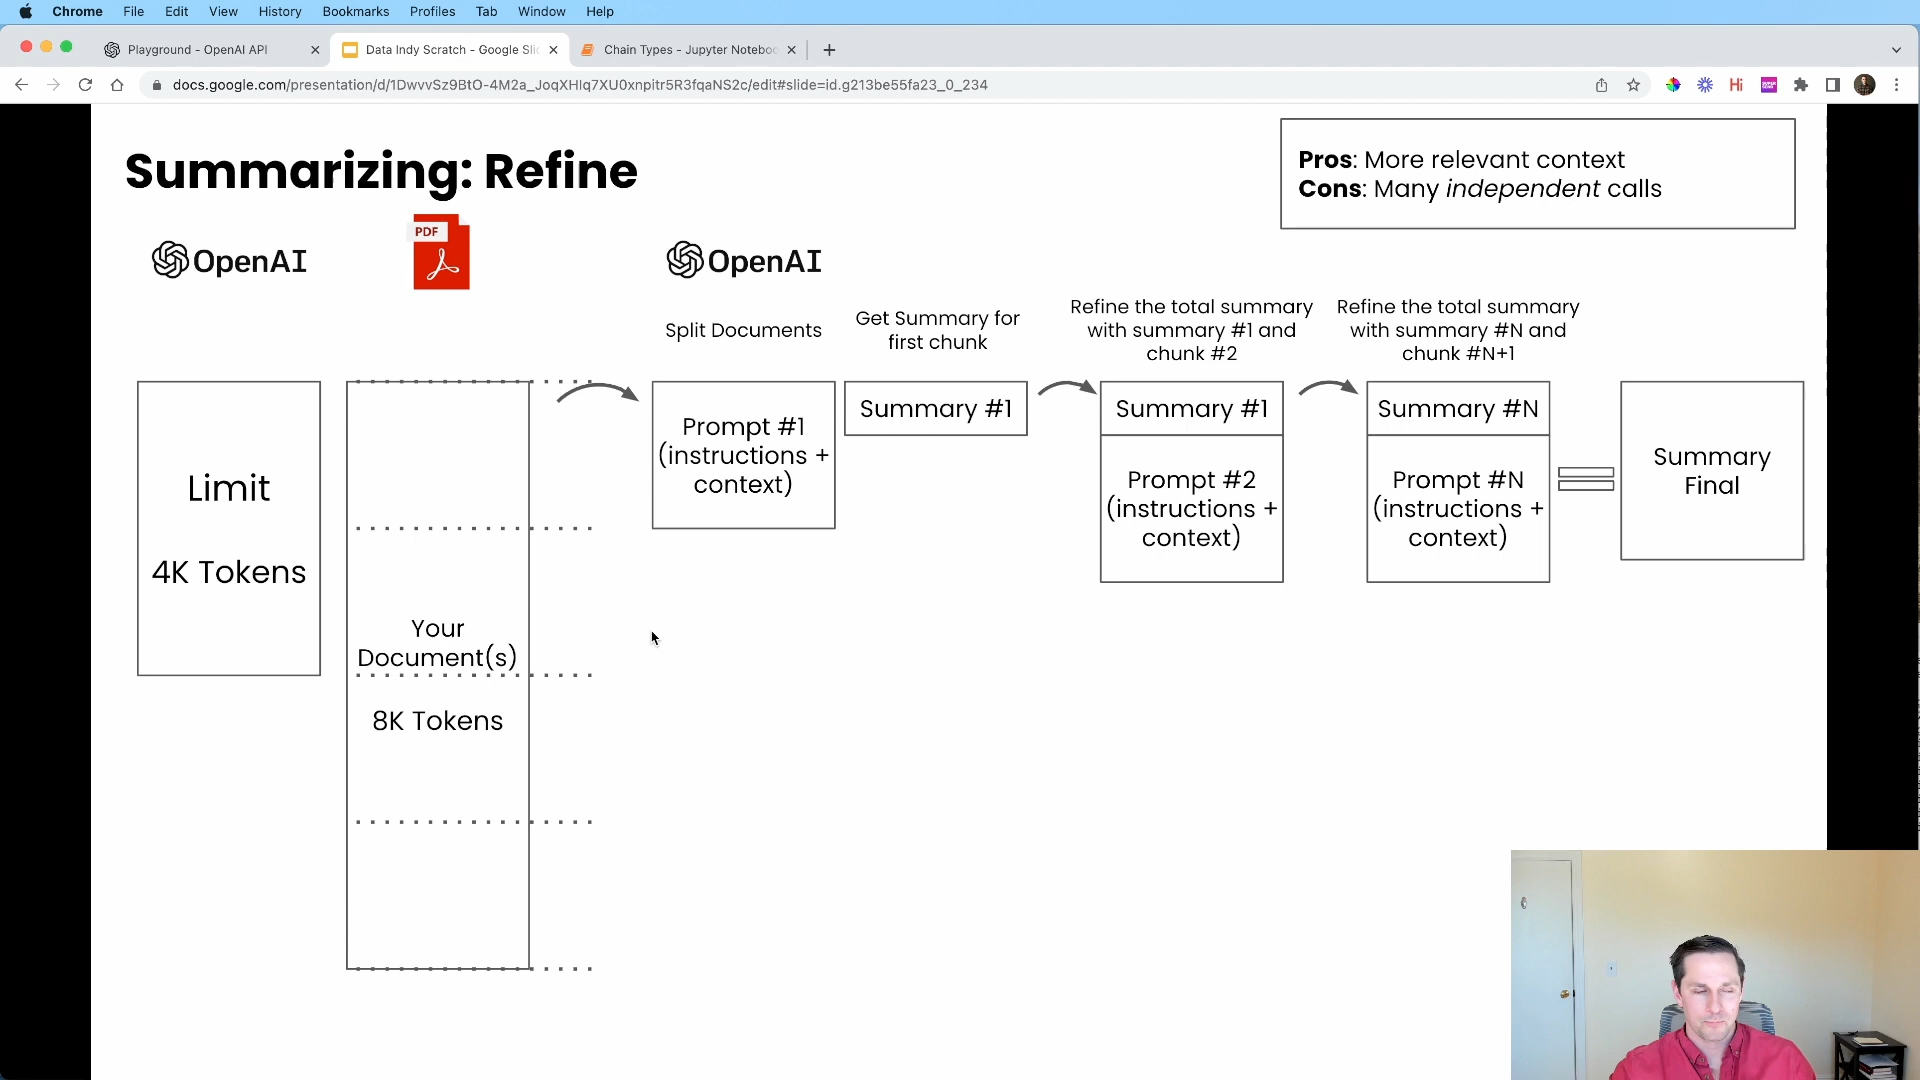 Chrome File Edit View History Bookmarks Profiles Tab Window Help
Playground - OpenAI API
Data Indy Scratch - Google Sli
Chain Types - Jupyter Noteboo
docs.google.com/presentation/d/1DwvvSz9BtO-4M2a_JoqXHIq7XU0xnpitr5R3fqaNS2c/edit#slide=id.g213be55fa23_0_234
Hi
Summarizing: Refine
Pros: More relevant context
Cons: Many independent calls
OpenAI
PDF
OpenAI
Split Documents
Get Summary for
first chunk
Refine the total summary
with summary #1 and
chunk #2
Refine the total summary
with summary #N and
chunk #N+1
Limit
4K Tokens
Your
Document(s)
8K Tokens
Prompt #1
(instructions +
context)
Summary #1
Summary #1
Prompt #2
(instructions +
context)
Summary #N
Prompt #N
(instructions +
context)
Summary
Final